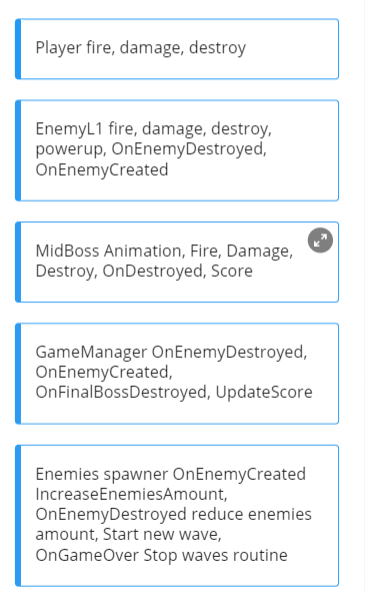 Player fire, damage, destroy
EnemyL1 fire, damage, destroy,
powerup, OnEnemyDestroyed,
OnEnemyCreated
MidBoss Animation, Fire, Damage,
Destroy, OnDestroyed, Score
GameManager OnEnemyDestroyed,
OnEnemyCreated,
OnFinalBossDestroyed, UpdateScore
Enemies spawner OnEnemyCreated
IncreaseEnemiesAmount,
OnEnemyDestroyed reduce enemies
amount, Start new wave,
OnGameOver Stop waves routine